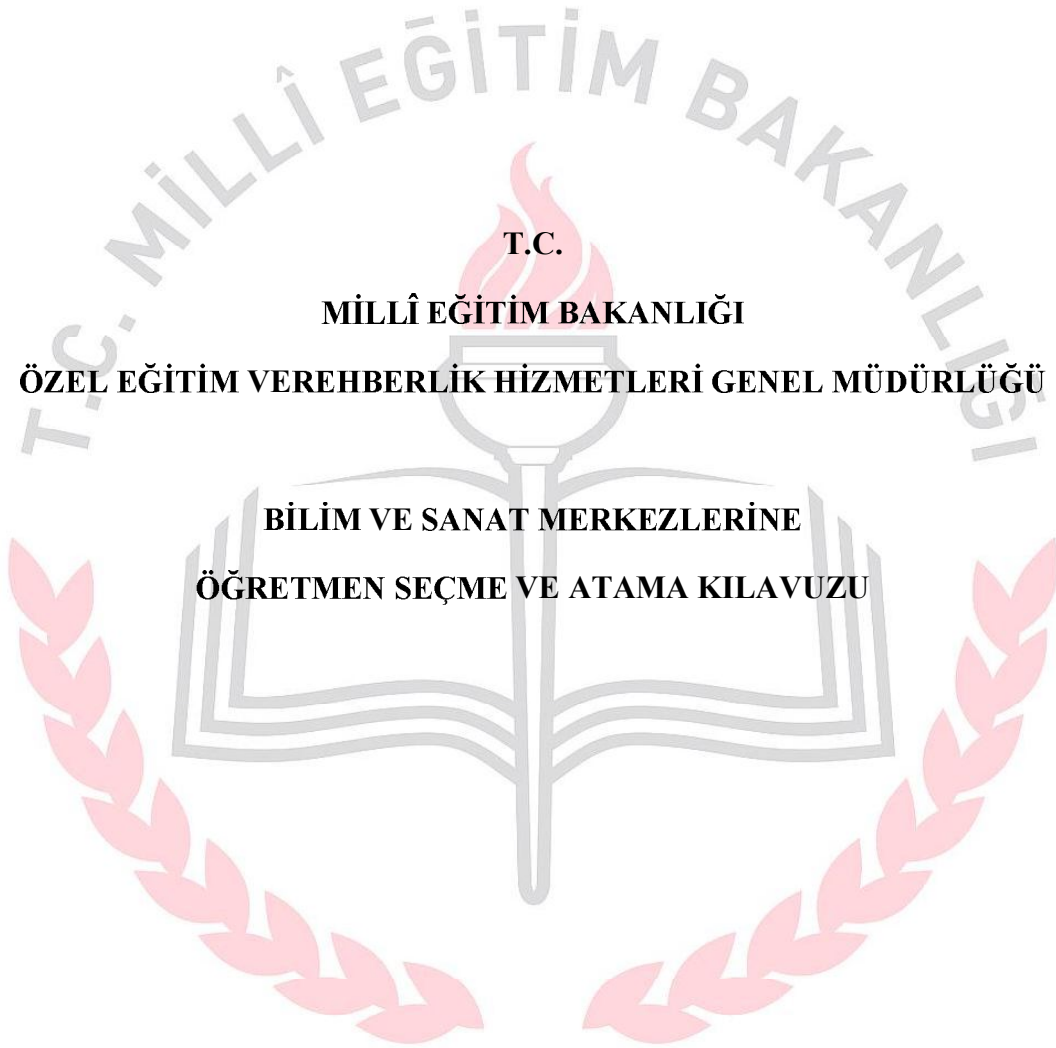 T.C. MİLLÎ EĞİTİM BAKANLIĞI
T.C.
MİLLÎ EĞİTİM BAKANLIĞI
ÖZEL EĞİTİM VEREHBERLİK HİZMETLERİ GENEL MÜDÜRLÜĞÜ
BİLİM VE SANAT MERKEZLERİNE
ÖĞRETMEN SEÇME VE ATAMA KILAVUZU